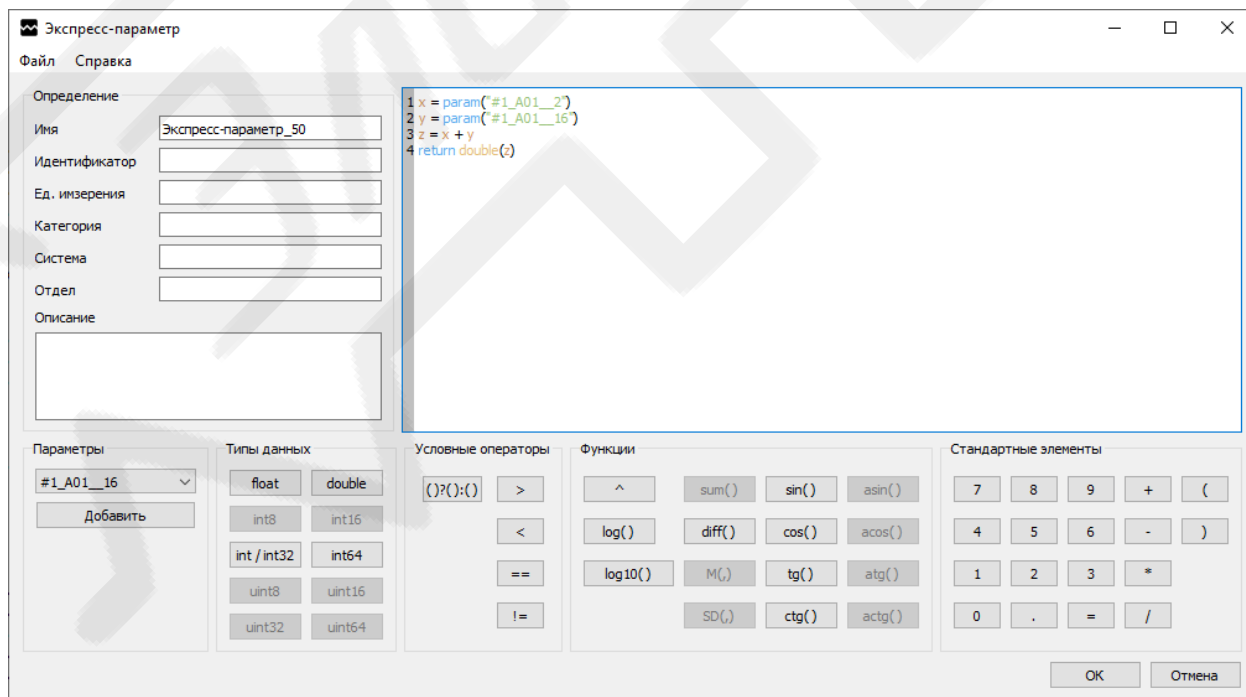 Экспресс-параметр
Файл Справка
Определение
Имя Экспресс-параметр_50
Идентификатор
Ед. имзерения
Категория
Система
Отдел
Описание
1 x = param("#1_A01__2")
2 y = param("#1_A01__16")
3 z = x + y
4 return double(z)
Параметры
#1_A01__16
Добавить
Типы данных
float double
int8 int16
int / int32 int64
uint8 uint16
uint32 uint64
Условные операторы
()?():() >
<
==
!=
Функции
^ sum() sin() asin()
log() diff() cos() acos()
log10() M(,) tg() atg()
SD(,) ctg() actg()
Стандартные элементы
7 8 9 + (
4 5 6 - )
1 2 3 *
0 . = /
OK Отмена